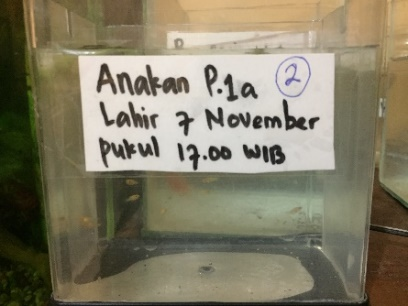 Anakan P.1a 2
Lahir 7 November
pukul 17.00 WIB